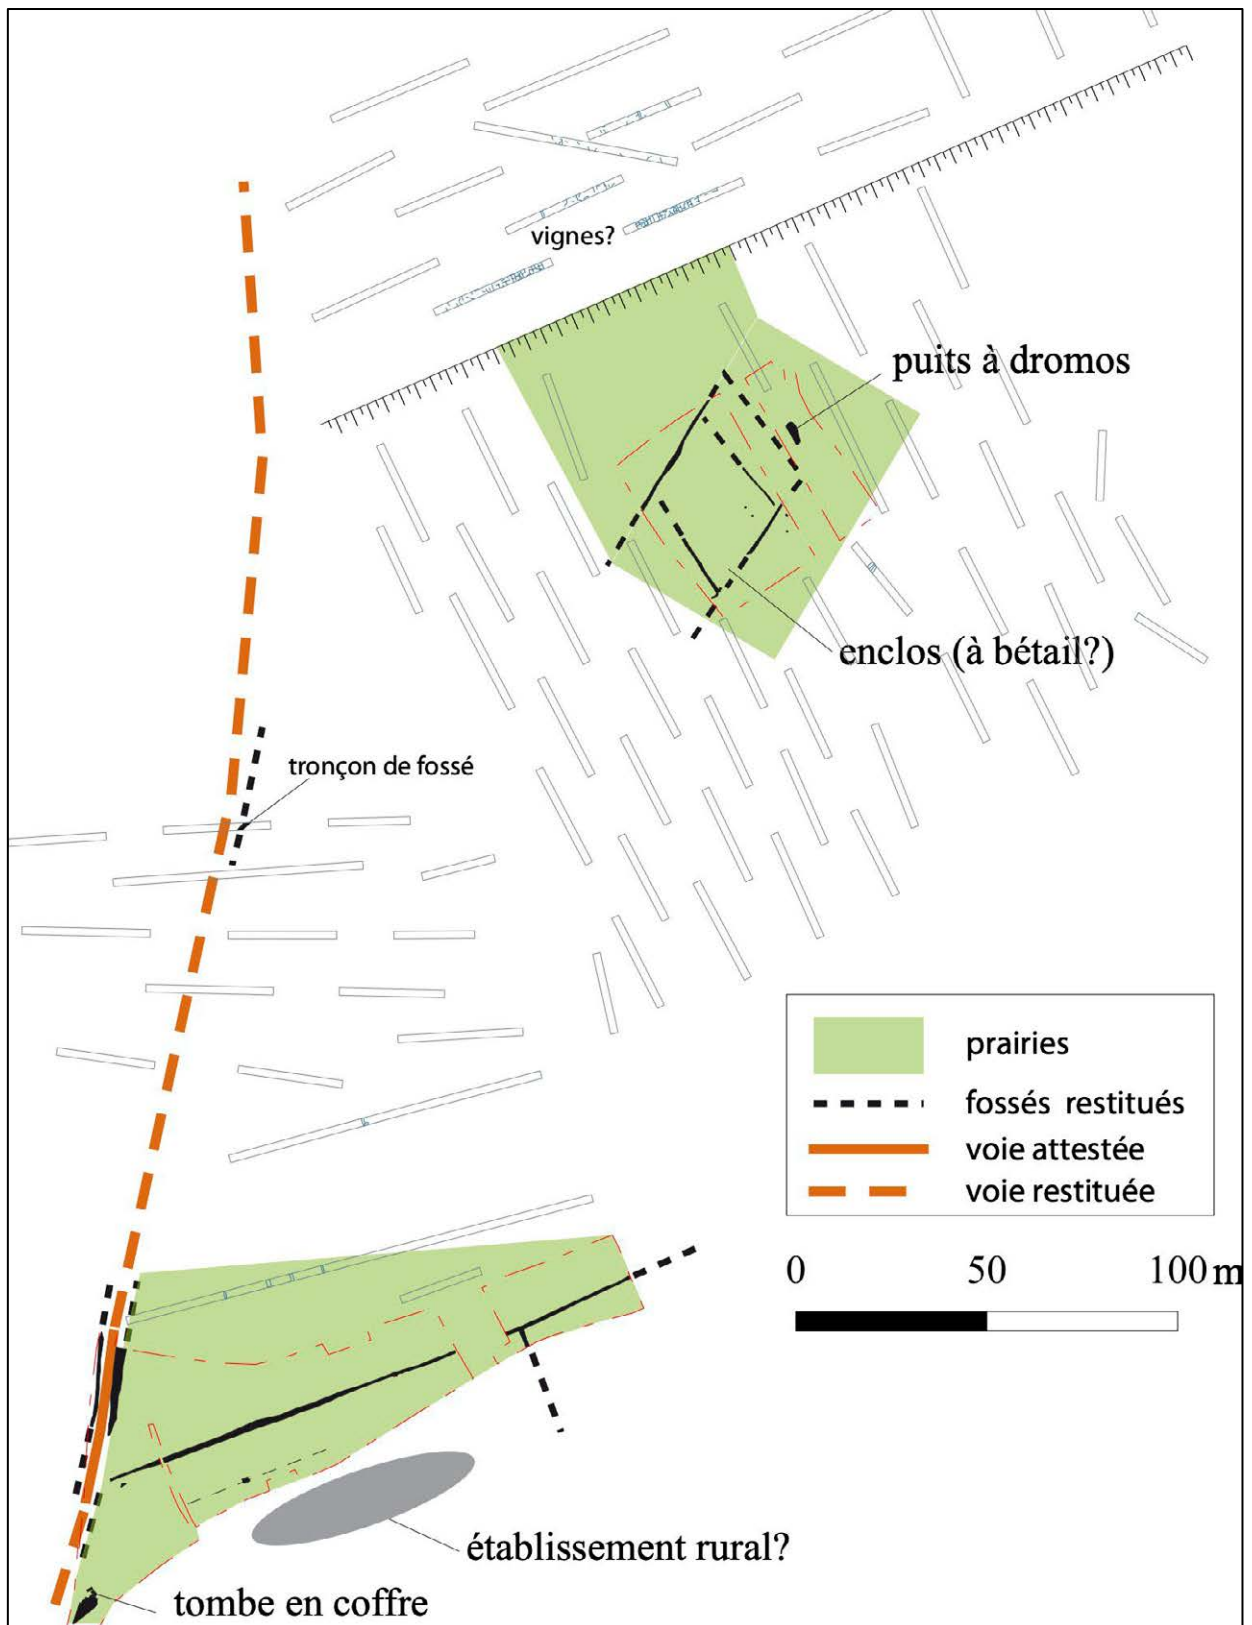 vignes?
puits à dromos
enclos (à bétail?)
tronçon de fossé
prairies
fossés restitués
voie attestée
voie restituée
0 50 100 m
établissement rural?
tombe en coffre